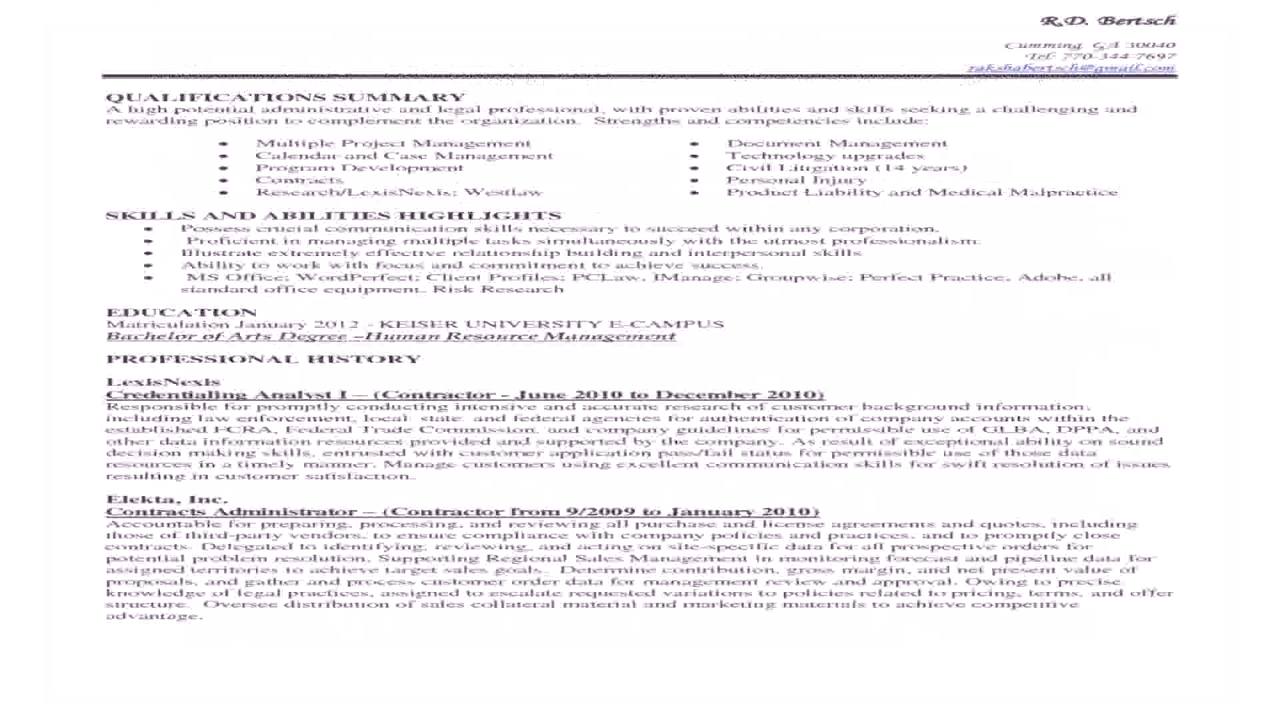 R.D. Bertsch
Cumming, GA 30040
Tel: 770-344-7697
rakshabertsch@gmail.com
QUALIFICATIONS SUMMARY
A high potential administrative and legal professional, with proven abilities and skills seeking a challenging and
rewarding position to complement the organization. Strengths and competencies include:
• Multiple Project Management
• Calendar and Case Management
• Program Development
• Contracts
• Research/LexisNexis; Westlaw
• Document Management
• Technology upgrades
• Civil Litigation (14 years)
• Personal Injury
• Product Liability and Medical Malpractice
SKILLS AND ABILITIES HIGHLIGHTS
• Possess crucial communication skills necessary to succeed within any corporation.
• Proficient in managing multiple tasks simultaneously with the utmost professionalism.
• Illustrate extremely effective relationship building and interpersonal skills
• Ability to work with focus and commitment to achieve success.
• MS Office; WordPerfect; Client Profiles; PCLaw, IManage; Groupwise; Perfect Practice; Adobe, all
standard office equipment. Risk Research
EDUCATION
Matriculation January 2012 - KEISER UNIVERSITY E-CAMPUS
Bachelor of Arts Degree –Human Resource Management
PROFESSIONAL HISTORY
LexisNexis
Credentialing Analyst I – (Contractor - June 2010 to December 2010)
Responsible for promptly conducting intensive and accurate research of customer background information,
including law enforcement, local, state, and federal agencies for authentication of company accounts within the
established FCRA, Federal Trade Commission, and company guidelines for permissible use of GLBA, DPPA, and
other data information resources provided and supported by the company. As result of exceptional ability on sound
decision making skills, entrusted with customer application pass/fail status for permissible use of those data
resources in a timely manner. Manage customers using excellent communication skills for swift resolution of issues
resulting in customer satisfaction.
Elekta, Inc.
Contracts Administrator – (Contractor from 9/2009 to January 2010)
Accountable for preparing, processing, and reviewing all purchase and license agreements and quotes, including
those of third-party vendors, to ensure compliance with company policies and practices, and to promptly close
contracts. Delegated to identifying, reviewing, and acting on site-specific data for all prospective orders for
potential problem resolution. Supporting Regional Sales Management in monitoring forecast and pipeline data for
assigned territories to achieve target sales goals. Determine contribution, gross margin, and net present value of
proposals, and gather and process customer order data for management review and approval. Owing to precise
knowledge of legal practices, assigned to escalate requested variations to policies related to pricing, terms, and offer
structure. Oversee distribution of sales collateral material and marketing materials to achieve competitive
advantage.